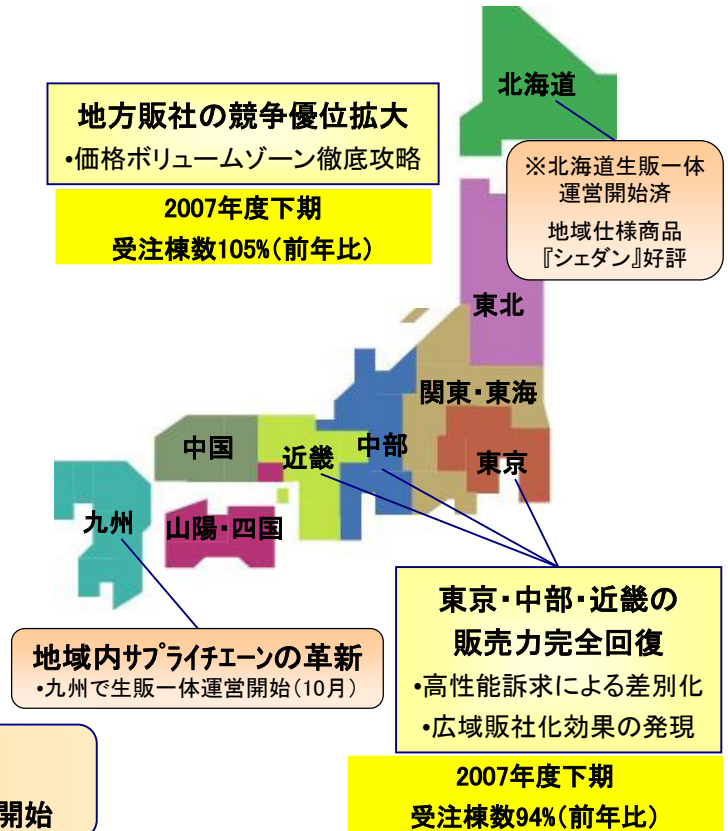 北海道
地方販社の競争優位拡大
•価格ボリュームゾーン徹底攻略
2007年度下期
受注棟数105%(前年比)
※北海道生販一体
運営開始済
地域仕様商品
『シェダン』好評
東北
関東・東海
中国
近畿
中部
東京
九州
山陽・四国
地域内ｻﾌﾟﾗｲﾁｴｰﾝの革新
•九州で生販一体運営開始(10月)
東京・中部・近畿の
販売力完全回復
•高性能訴求による差別化
•広域販社化効果の発現
2007年度下期
受注棟数94%(前年比)
開始